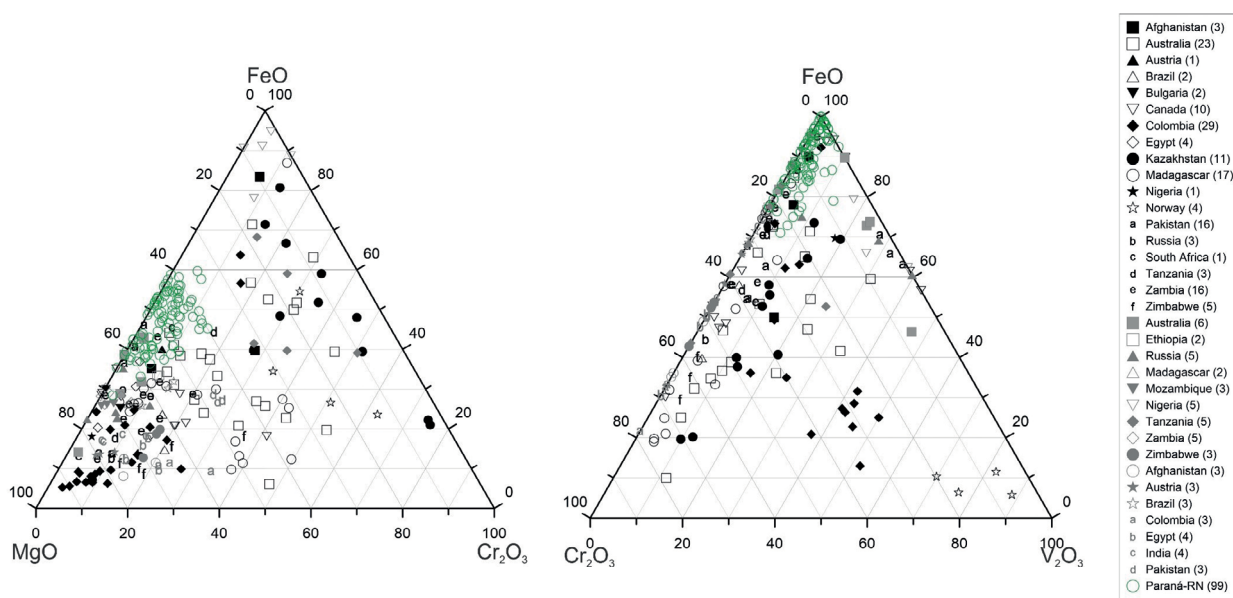 FeO
0 100
20 80
40 60
60 40
80 20
100 0
0 20 40 60 80 100
MgO Cr2O3
FeO
0 100
20 80
40 60
60 40
80 20
100 0
0 20 40 60 80 100
Cr2O3 V2O3
Afghanistan (3)
Australia (23)
Austria (1)
Brazil (2)
Bulgaria (2)
Canada (10)
Colombia (29)
Egypt (4)
Kazakhstan (11)
Madagascar (17)
Nigeria (1)
Norway (4)
a Pakistan (16)
b Russia (3)
c South Africa (1)
d Tanzania (3)
e Zambia (16)
f Zimbabwe (5)
Australia (6)
Ethiopia (2)
Russia (5)
Madagascar (2)
Mozambique (3)
Nigeria (5)
Tanzania (5)
Zambia (5)
Zimbabwe (3)
Afghanistan (3)
Austria (3)
Brazil (3)
a Colombia (3)
b Egypt (4)
c India (4)
d Pakistan (3)
Paraná-RN (99)